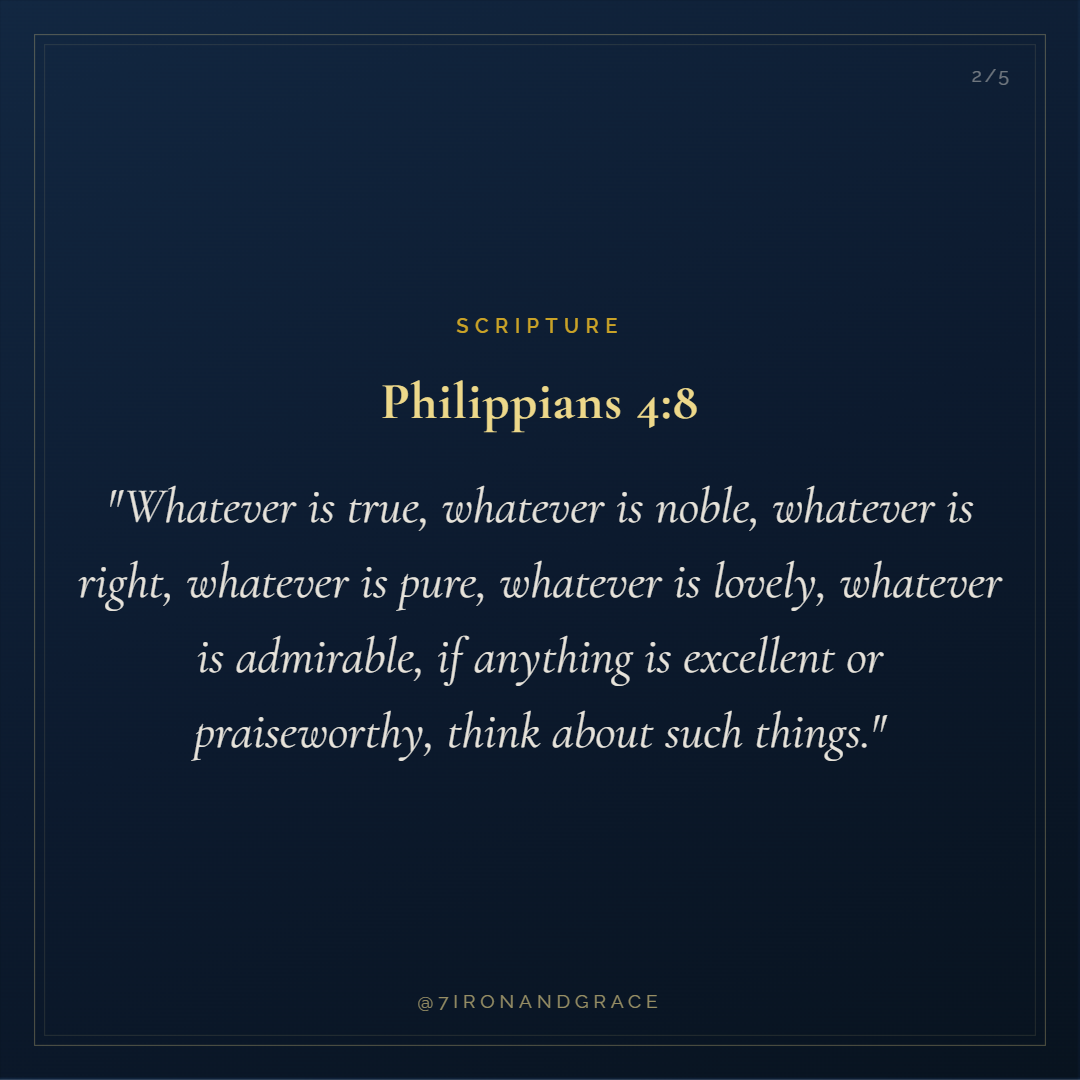 2/5
SCRIPTURE
Philippians 4:8
"Whatever is true, whatever is noble, whatever is
right, whatever is pure, whatever is lovely, whatever
is admirable, if anything is excellent or
praiseworthy, think about such things."
@7IRONANDGRACE